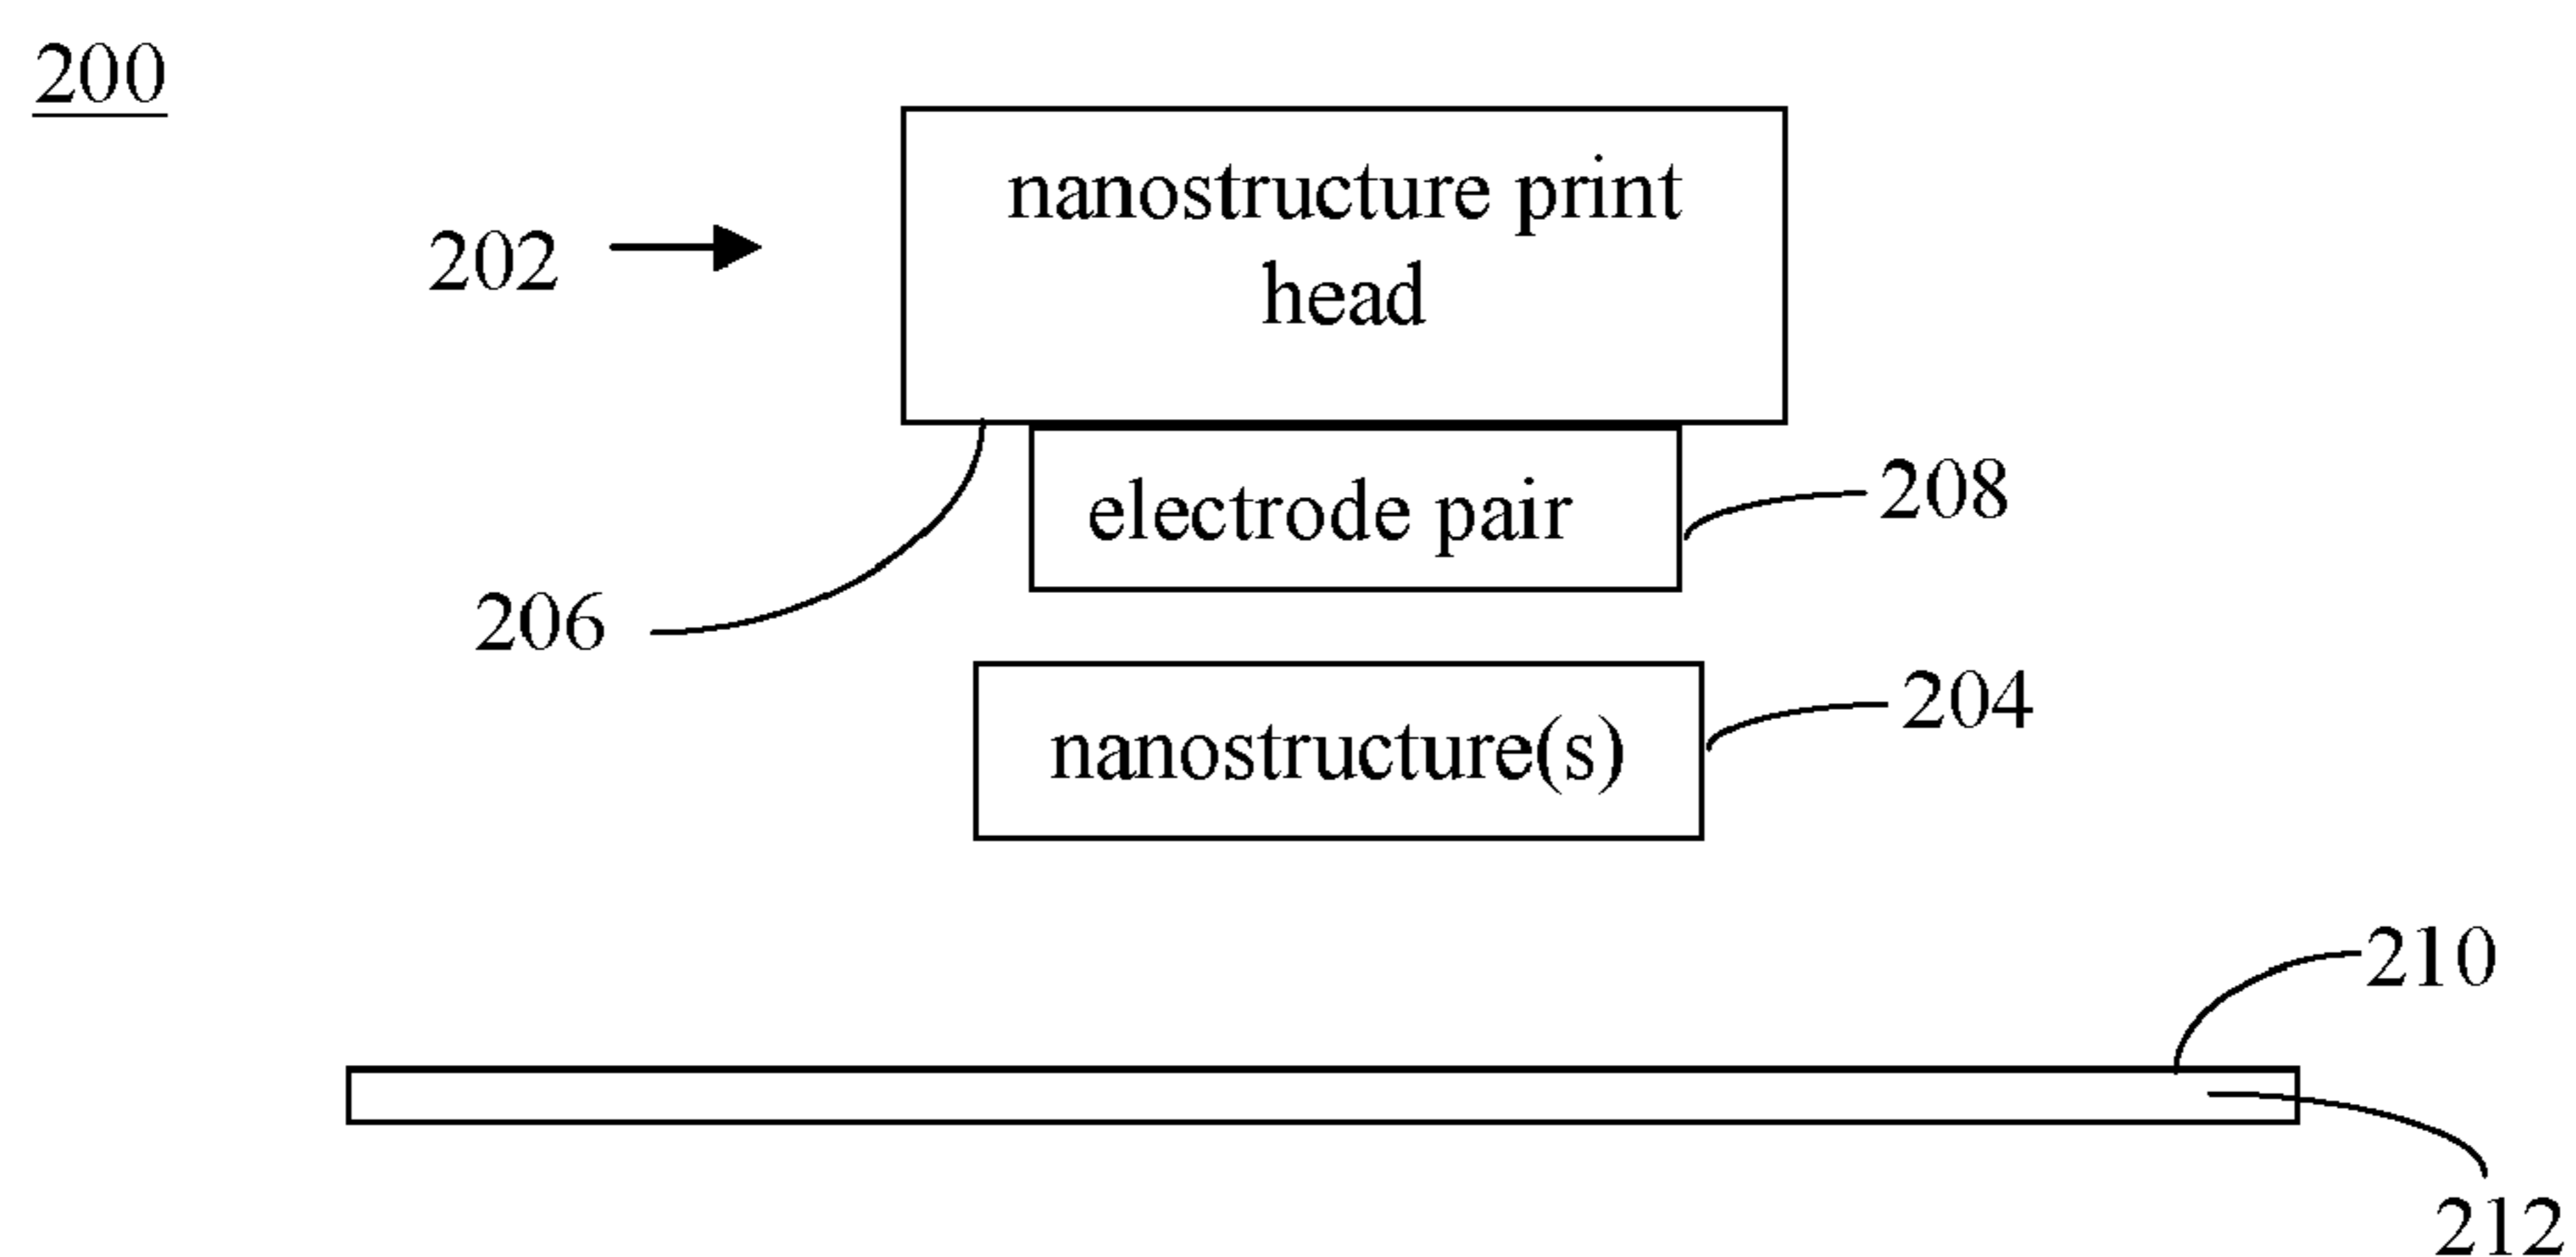 200
nanostructure print
head
202
electrode pair
208
206
204
nanostructure(s)
210
212